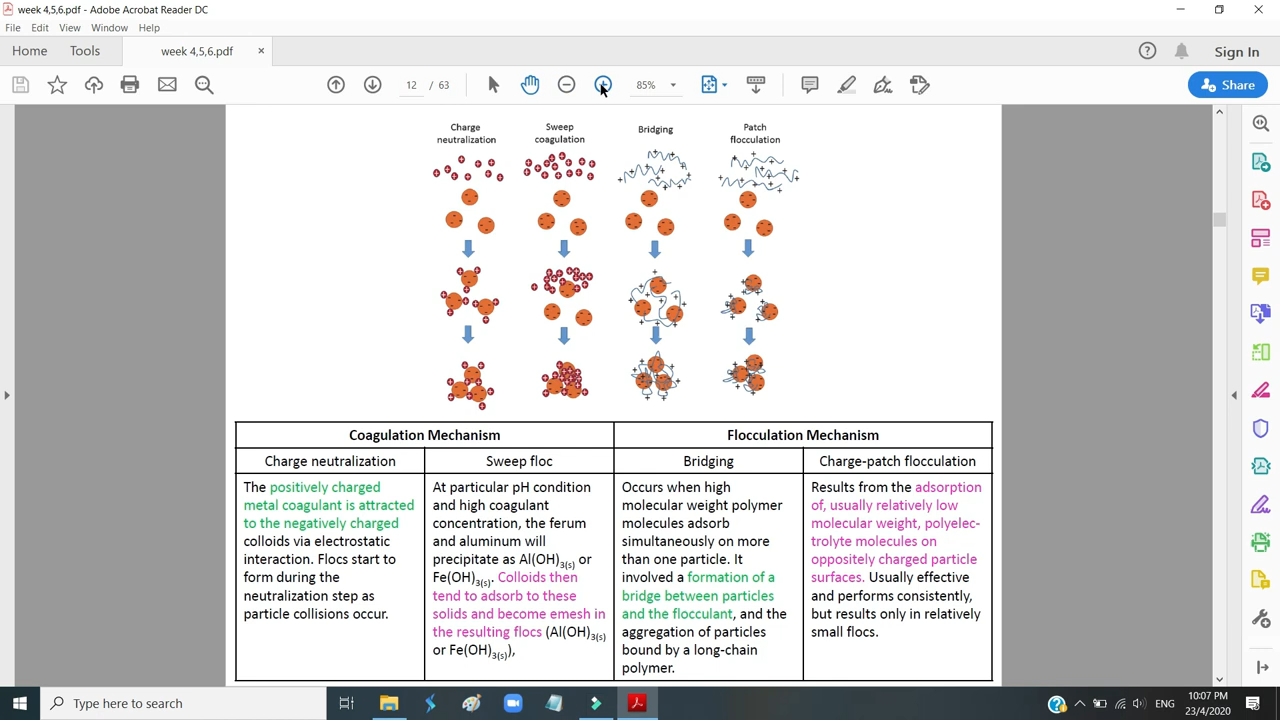 week 4,5,6.pdf - Adobe Acrobat Reader DC
File Edit View Window Help
Home Tools week 4,5,6.pdf × Sign In
12 / 63 85% Share
Charge neutralization
Sweep coagulation
Bridging
Patch flocculation
Coagulation Mechanism
Flocculation Mechanism
Charge neutralization
Sweep floc
Bridging
Charge-patch flocculation
The positively charged
metal coagulant is attracted
to the negatively charged
colloids via electrostatic
interaction. Flocs start to
form during the
neutralization step as
particle collisions occur.
At particular pH condition
and high coagulant
concentration, the ferum
and aluminum will
precipitate as Al(OH)3(s) or
Fe(OH)3(s). Colloids then
tend to adsorb to these
solids and become emesh in
the resulting flocs (Al(OH)3(s)
or Fe(OH)3(s)),
Occurs when high
molecular weight polymer
molecules adsorb
simultaneously on more
than one particle. It
involved a formation of a
bridge between particles
and the flocculant, and the
aggregation of particles
bound by a long-chain
polymer.
Results from the adsorption
of, usually relatively low
molecular weight, polyelec-
trolyte molecules on
oppositely charged particle
surfaces. Usually effective
and performs consistently,
but results only in relatively
small flocs.
Type here to search
ENG
10:07 PM
23/4/2020